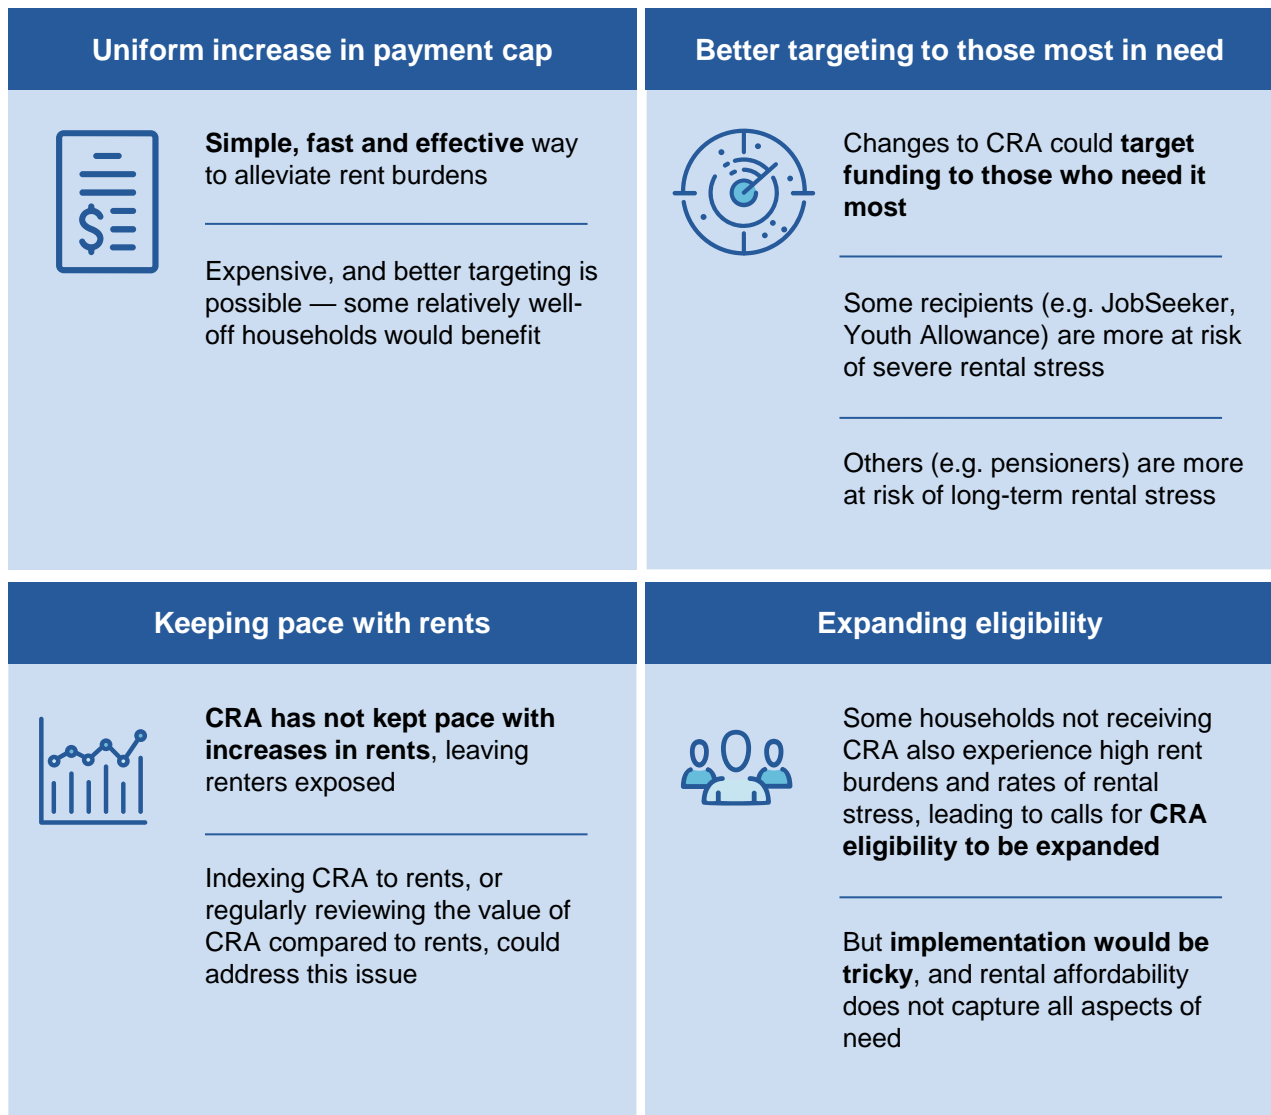 Uniform increase in payment cap
Simple, fast and effective way
to alleviate rent burdens
Expensive, and better targeting is
possible — some relatively well-
off households would benefit
Better targeting to those most in need
Changes to CRA could target
funding to those who need it
most
Some recipients (e.g. JobSeeker,
Youth Allowance) are more at risk
of severe rental stress
Others (e.g. pensioners) are more
at risk of long-term rental stress
Keeping pace with rents
CRA has not kept pace with
increases in rents, leaving
renters exposed
Indexing CRA to rents, or
regularly reviewing the value of
CRA compared to rents, could
address this issue
Expanding eligibility
Some households not receiving
CRA also experience high rent
burdens and rates of rental
stress, leading to calls for CRA
eligibility to be expanded
But implementation would be
tricky, and rental affordability
does not capture all aspects of
need